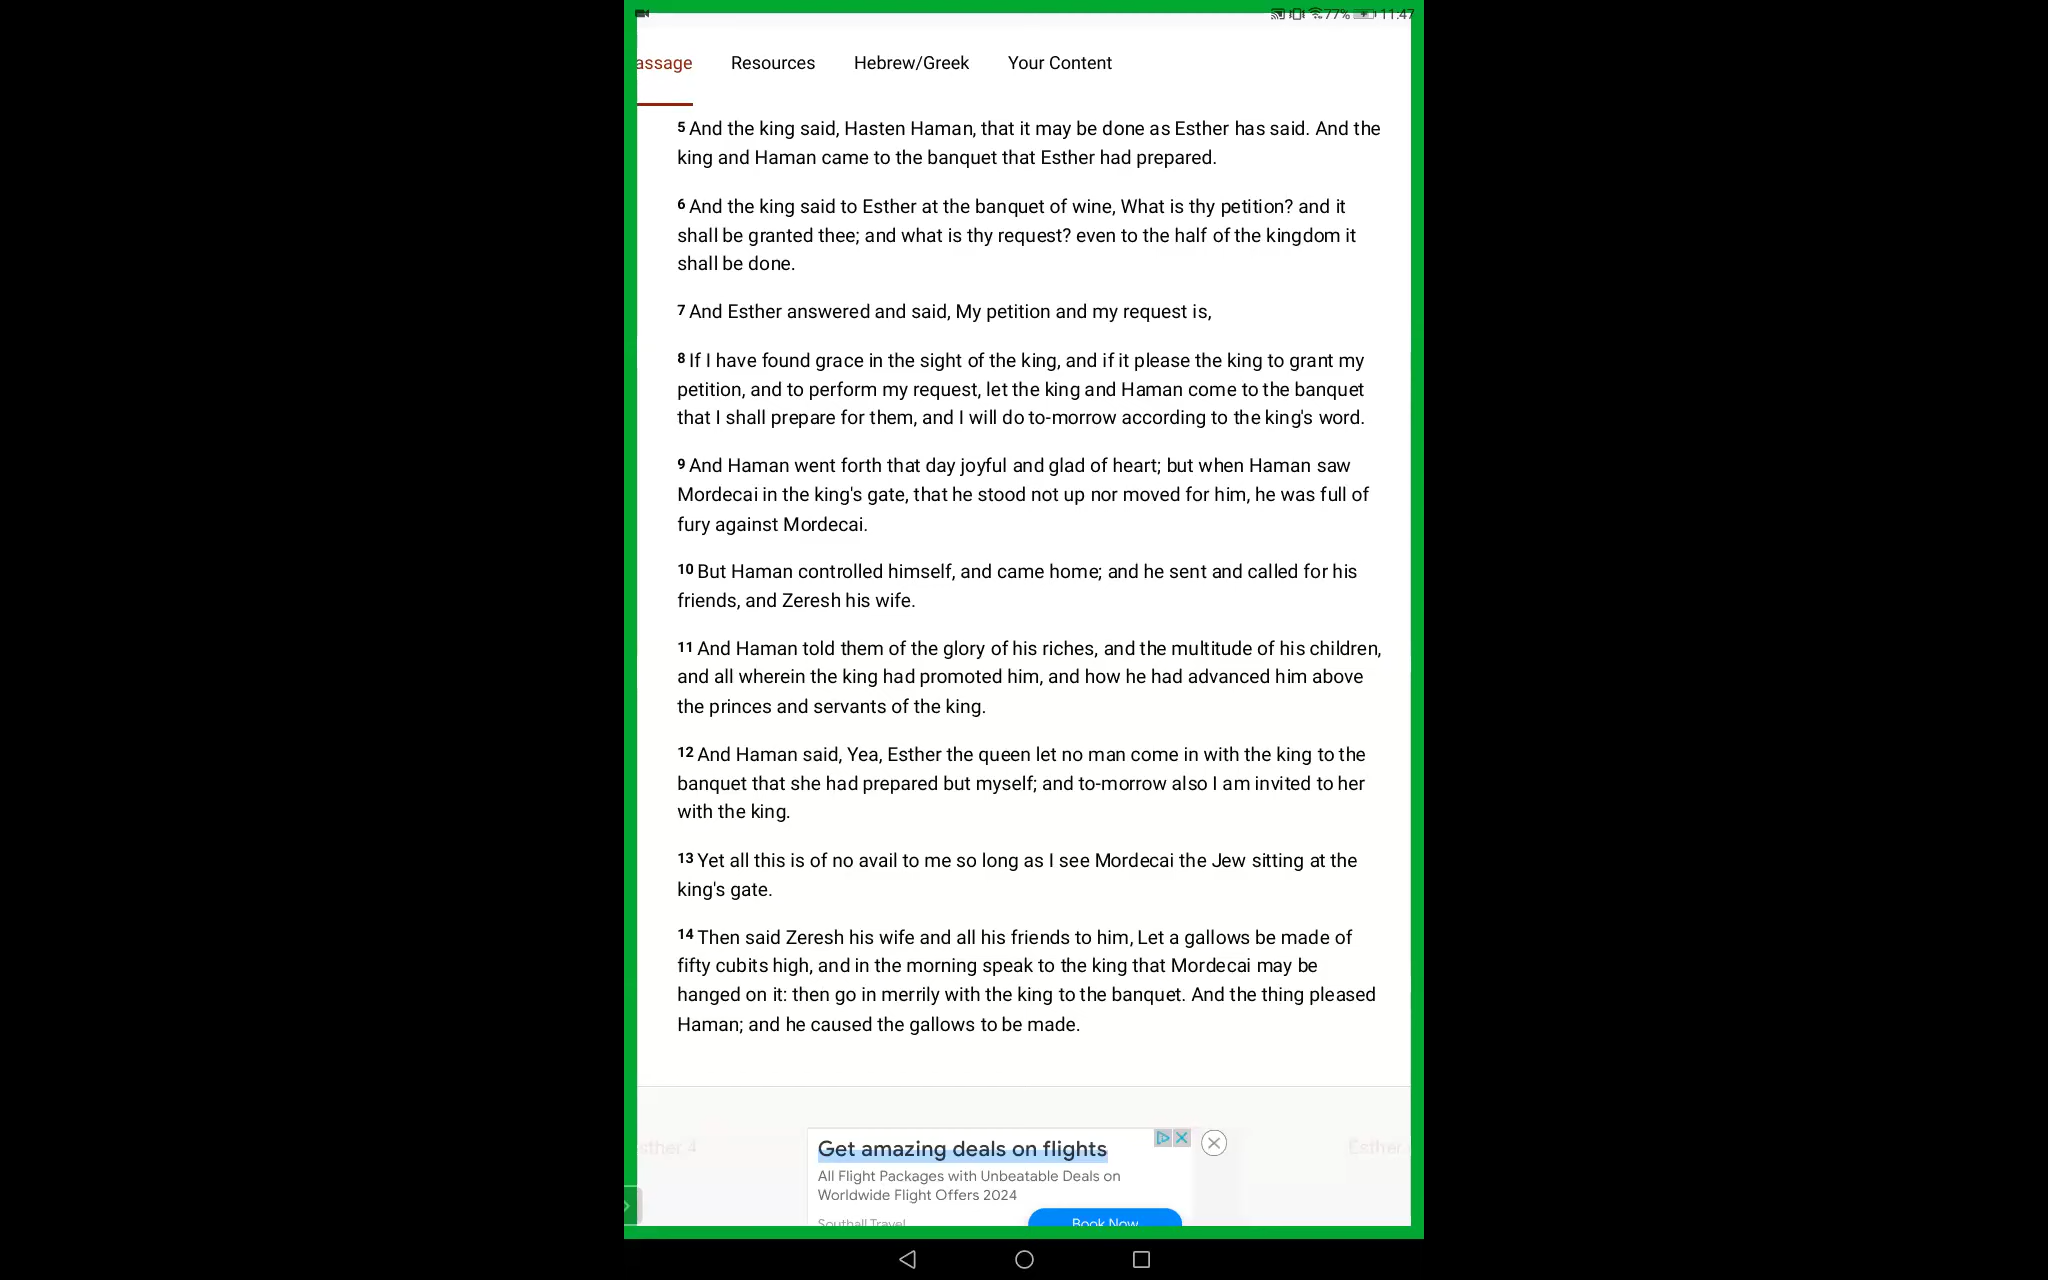 77% 11:47
assage Resources Hebrew/Greek Your Content
5 And the king said, Hasten Haman, that it may be done as Esther has said. And the
king and Haman came to the banquet that Esther had prepared.
6 And the king said to Esther at the banquet of wine, What is thy petition? and it
shall be granted thee; and what is thy request? even to the half of the kingdom it
shall be done.
7 And Esther answered and said, My petition and my request is,
8 If I have found grace in the sight of the king, and if it please the king to grant my
petition, and to perform my request, let the king and Haman come to the banquet
that I shall prepare for them, and I will do to-morrow according to the king's word.
9 And Haman went forth that day joyful and glad of heart; but when Haman saw
Mordecai in the king's gate, that he stood not up nor moved for him, he was full of
fury against Mordecai.
10 But Haman controlled himself, and came home; and he sent and called for his
friends, and Zeresh his wife.
11 And Haman told them of the glory of his riches, and the multitude of his children,
and all wherein the king had promoted him, and how he had advanced him above
the princes and servants of the king.
12 And Haman said, Yea, Esther the queen let no man come in with the king to the
banquet that she had prepared but myself; and to-morrow also I am invited to her
with the king.
13 Yet all this is of no avail to me so long as I see Mordecai the Jew sitting at the
king's gate.
14 Then said Zeresh his wife and all his friends to him, Let a gallows be made of
fifty cubits high, and in the morning speak to the king that Mordecai may be
hanged on it: then go in merrily with the king to the banquet. And the thing pleased
Haman; and he caused the gallows to be made.
sther 4
Esther
Get amazing deals on flights
All Flight Packages with Unbeatable Deals on
Worldwide Flight Offers 2024
Southall Travel
Book Now